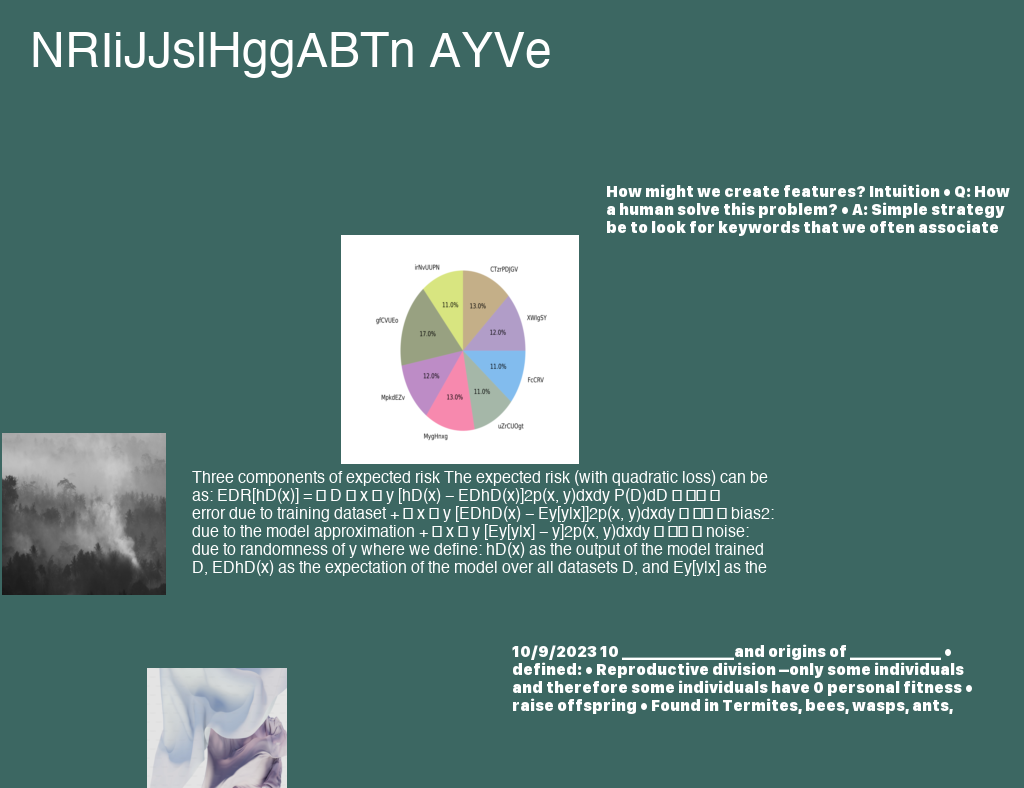 NRIiJJslHggABTn AYVe
How might we create features? Intuition • Q: How
a human solve this problem? • A: Simple strategy
be to look for keywords that we often associate
irNvUUPN
CTzrPDJGV
gfCVUEo
XWIgSY
MpkdEZv
FcCRV
MygHnxg
uZrCUOgt
11.0%
13.0%
17.0%
12.0%
12.0%
11.0%
13.0%
11.0%
Three components of expected risk The expected risk (with quadratic loss) can be
as: EDR[hD(x)] = □ D □ x □ y [hD(x) − EDhD(x)]2p(x, y)dxdy P(D)dD □ □□ □
error due to training dataset + □ x □ y [EDhD(x) − Ey[y|x]]2p(x, y)dxdy □ □□ □ bias2:
due to the model approximation + □ x □ y [Ey[y|x] − y]2p(x, y)dxdy □ □□ □ noise:
due to randomness of y where we define: hD(x) as the output of the model trained
D, EDhD(x) as the expectation of the model over all datasets D, and Ey[y|x] as the
10/9/2023 10 ________________and origins of _____________ •
defined: • Reproductive division –only some individuals
and therefore some individuals have 0 personal fitness •
raise offspring • Found in Termites, bees, wasps, ants,